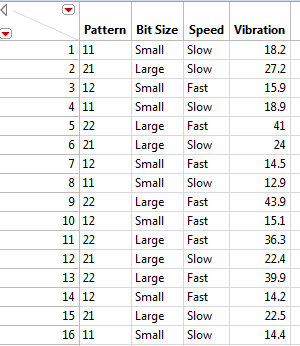 Pattern Bit Size Speed Vibration
1 11 Small Slow 18.2
2 21 Large Slow 27.2
3 12 Small Fast 15.9
4 11 Small Slow 18.9
5 22 Large Fast 41
6 21 Large Slow 24
7 12 Small Fast 14.5
8 11 Small Slow 12.9
9 22 Large Fast 43.9
10 12 Small Fast 15.1
11 22 Large Fast 36.3
12 21 Large Slow 22.4
13 22 Large Fast 39.9
14 12 Small Fast 14.2
15 21 Large Slow 22.5
16 11 Small Slow 14.4